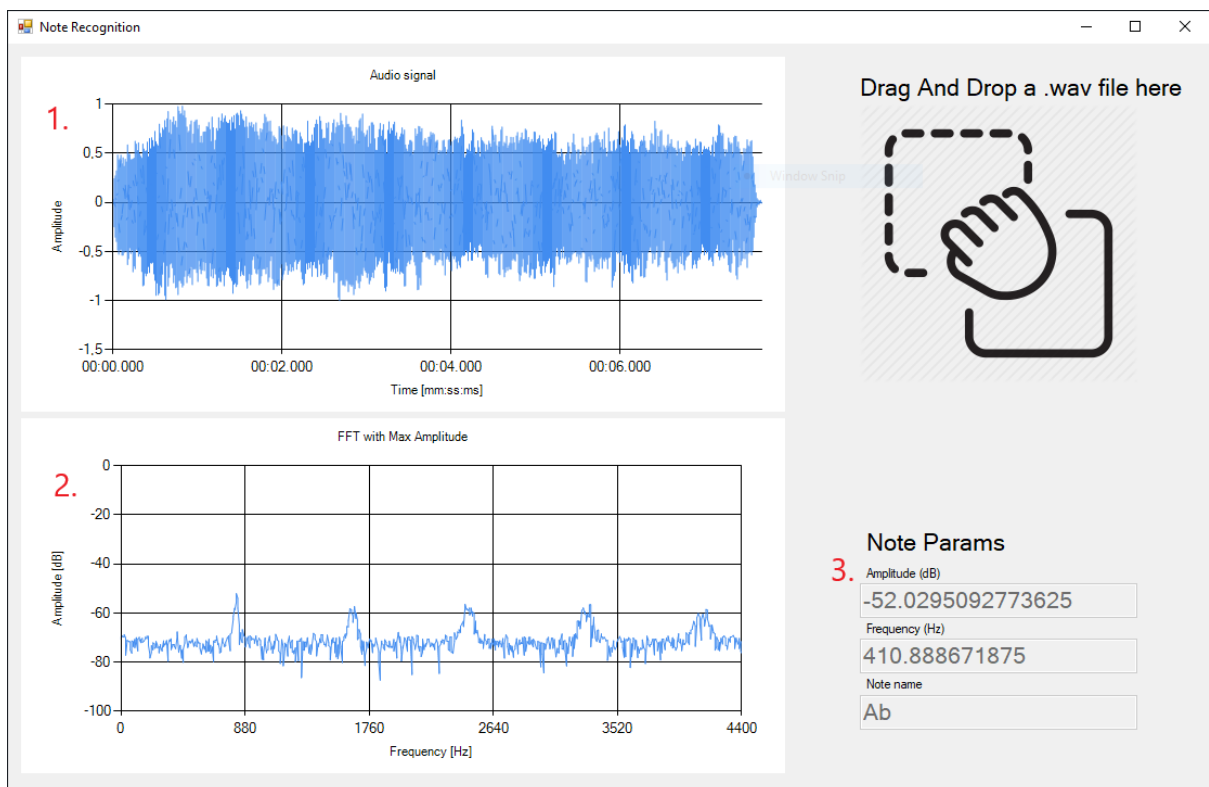 Note Recognition
Audio signal
1.
1
0,5
0
-0,5
-1
-1,5
Amplitude
00:00.000 00:02.000 00:04.000 00:06.000
Time [mm:ss:ms]
Drag And Drop a .wav file here
Window Snip
FFT with Max Amplitude
2.
0
-20
-40
-60
-80
-100
Amplitude [dB]
0 880 1760 2640 3520 4400
Frequency [Hz]
Note Params
3.
Amplitude (dB)
-52.0295092773625
Frequency (Hz)
410.888671875
Note name
Ab